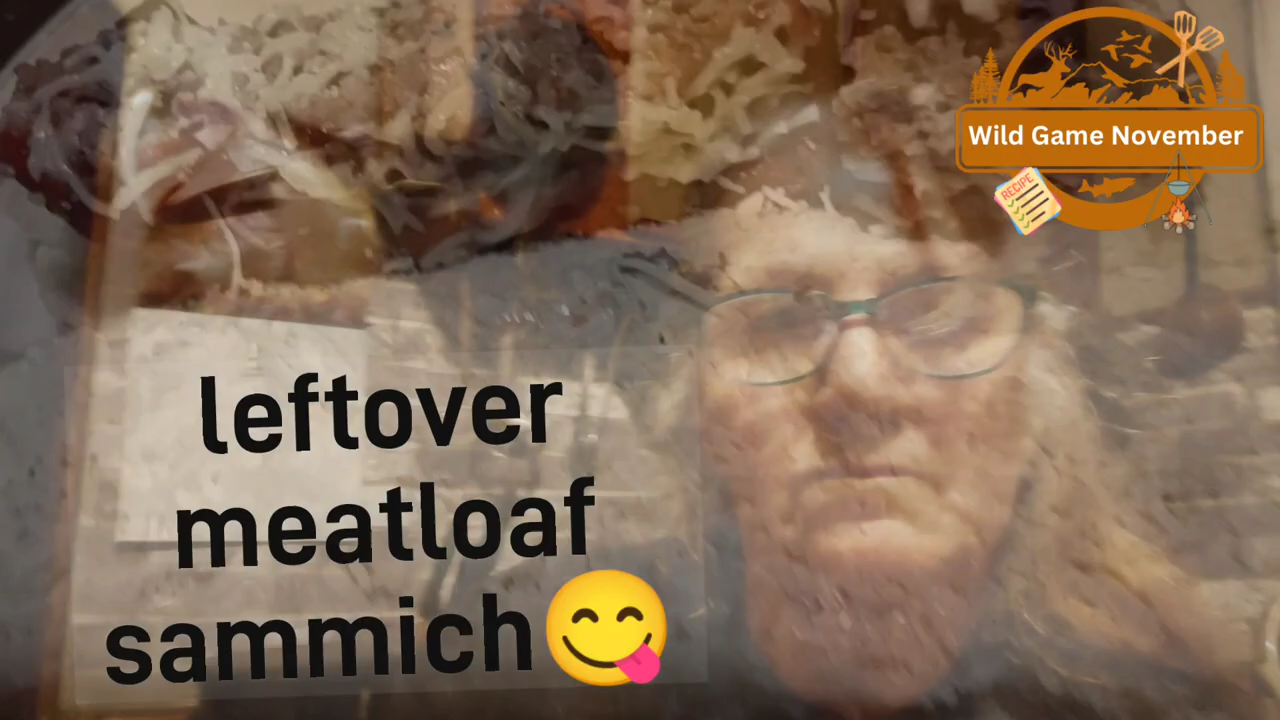 Wild Game November
RECIPE
leftover
meatloaf
sammich😋